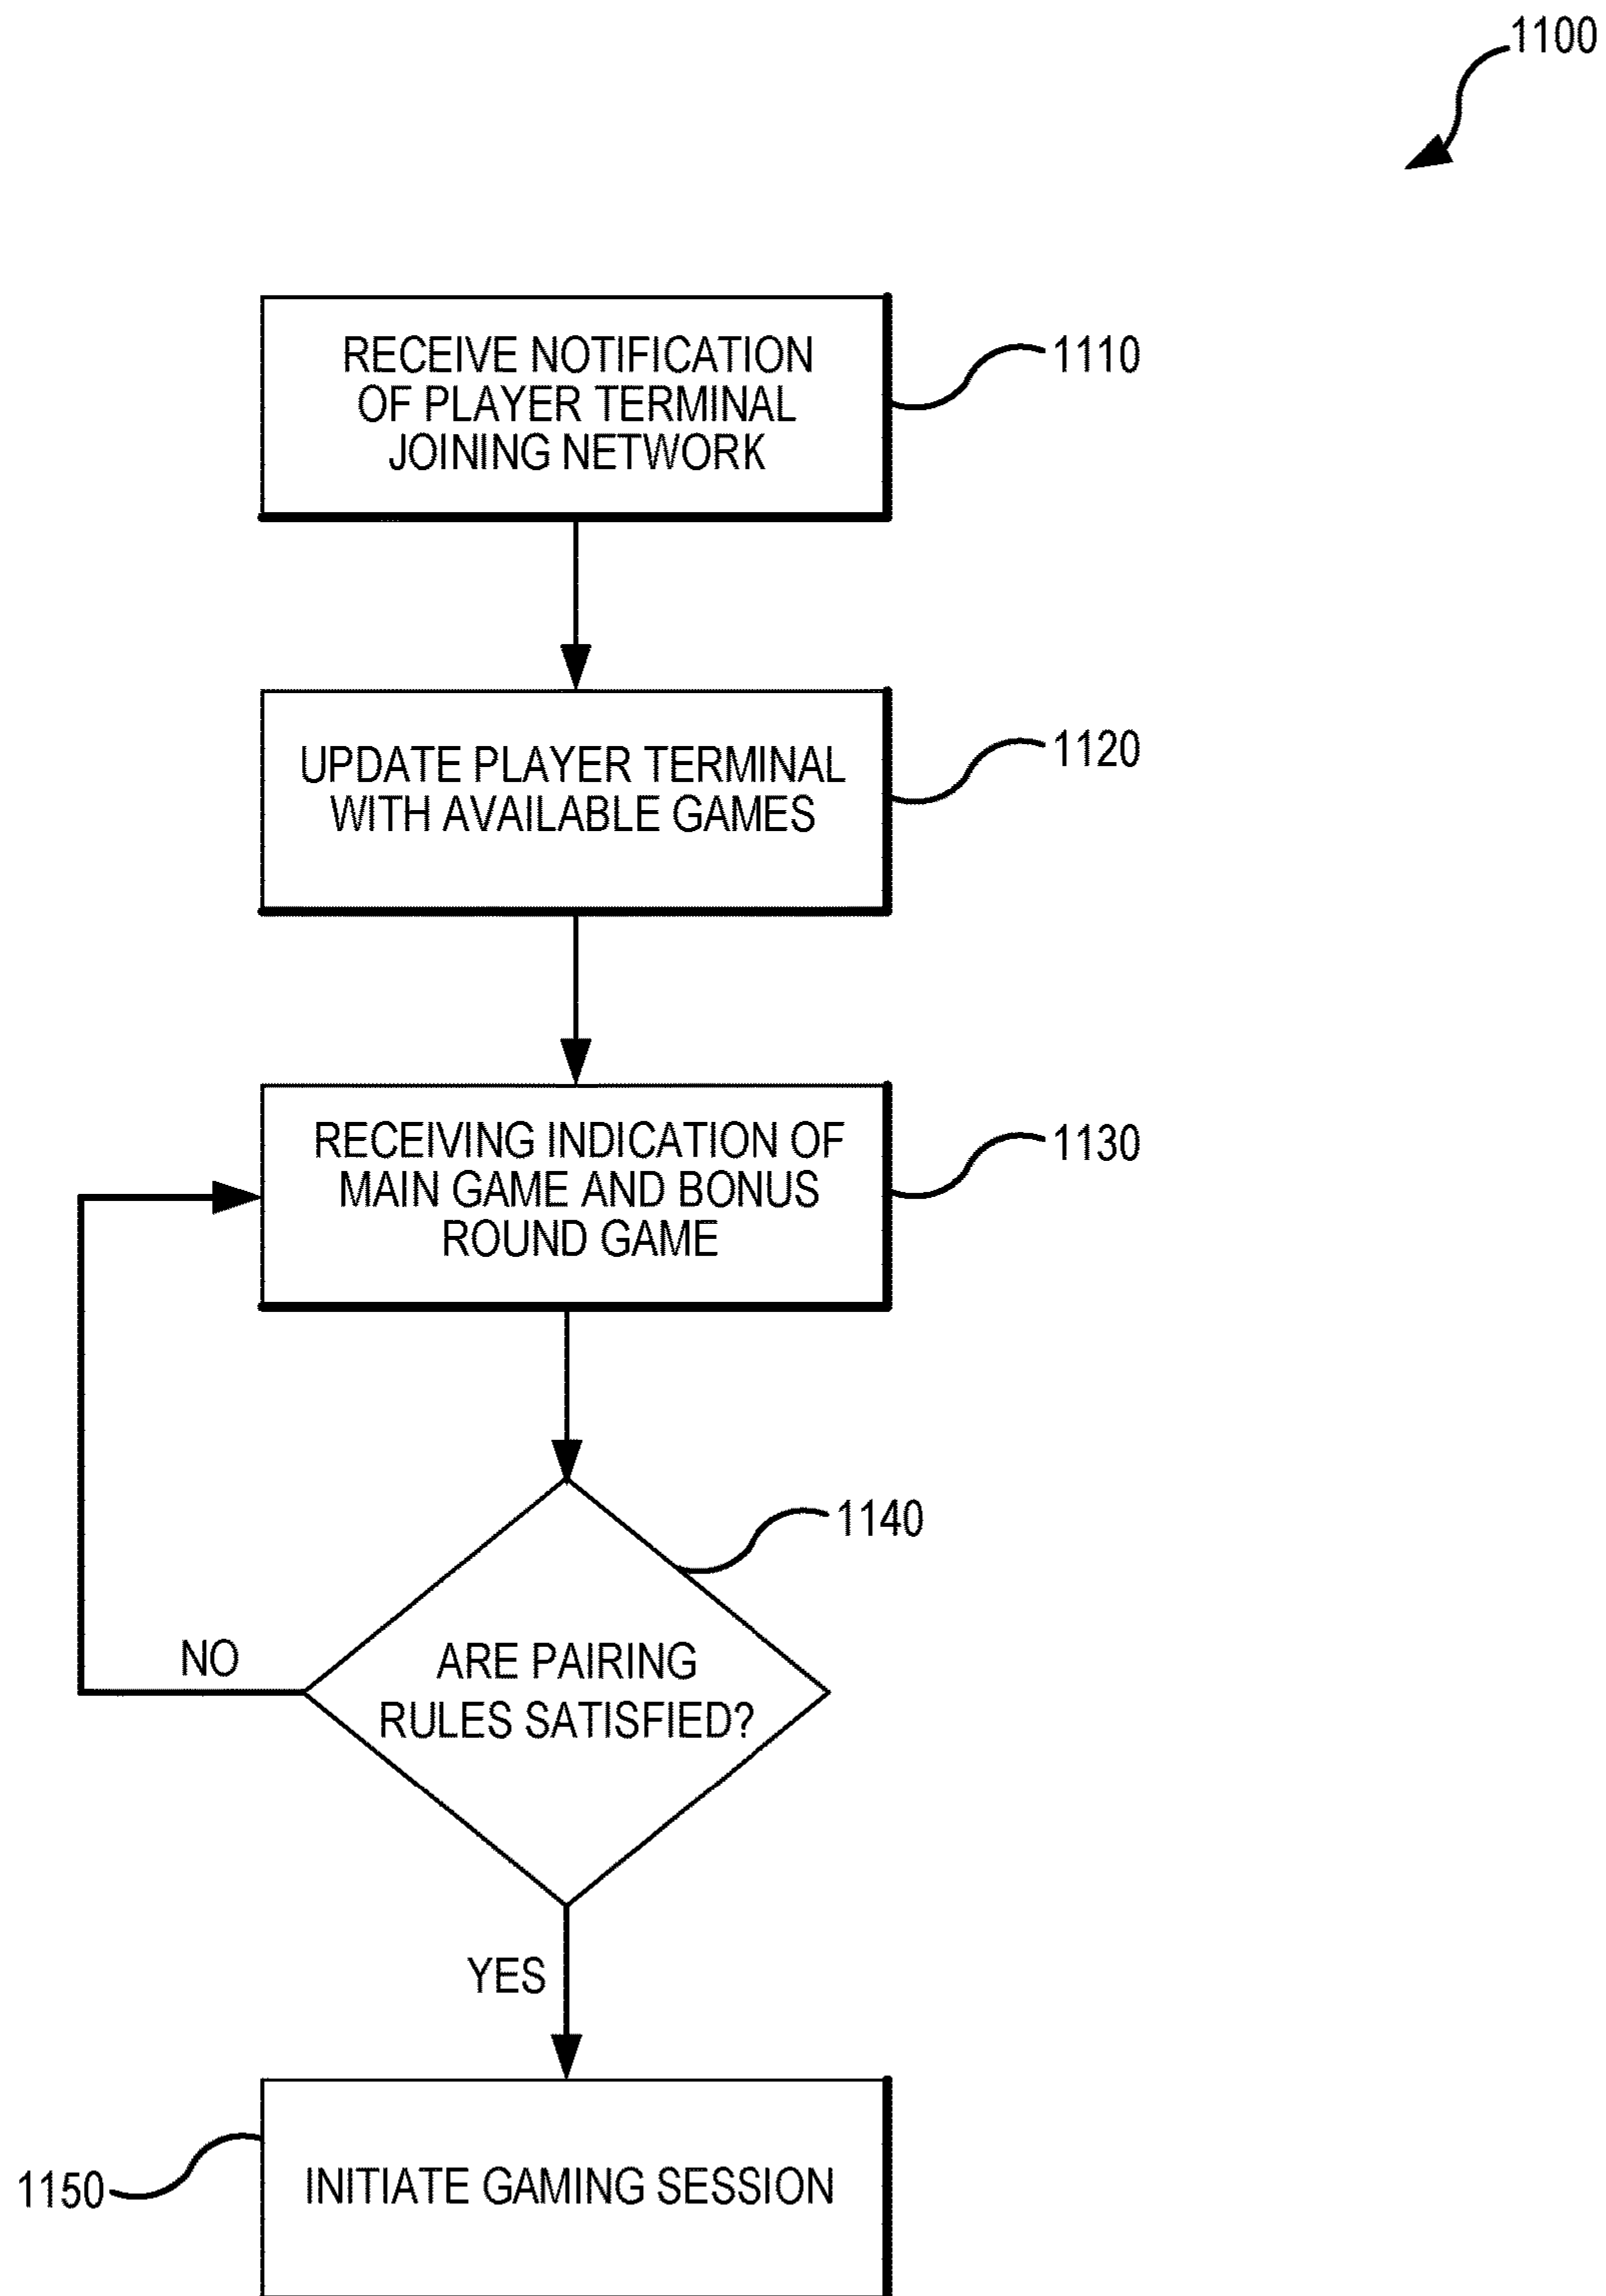 1100
RECEIVE NOTIFICATION
OF PLAYER TERMINAL
JOINING NETWORK
1110
UPDATE PLAYER TERMINAL
WITH AVAILABLE GAMES
1120
RECEIVING INDICATION OF
MAIN GAME AND BONUS
ROUND GAME
1130
1140
ARE PAIRING
RULES SATISFIED?
NO
YES
INITIATE GAMING SESSION
1150